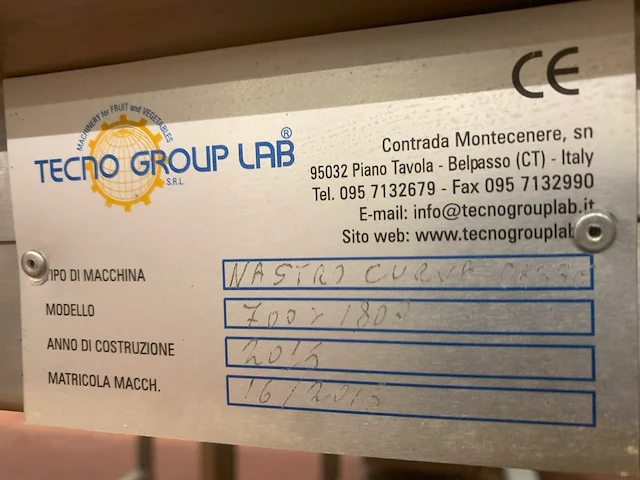 CE
MACHINERY for FRUIT and VEGETABLES
TECNO GROUP LAB®
S.R.L.
Contrada Montecenere, sn
95032 Piano Tavola - Belpasso (CT) - Italy
Tel. 095 7132679 - Fax 095 7132990
E-mail: info@tecnogrouplab.it
Sito web: www.tecnogrouplab
TIPO DI MACCHINA NASTRO CURVA
MODELLO
ANNO DI COSTRUZIONE
MATRICOLA MACCH.